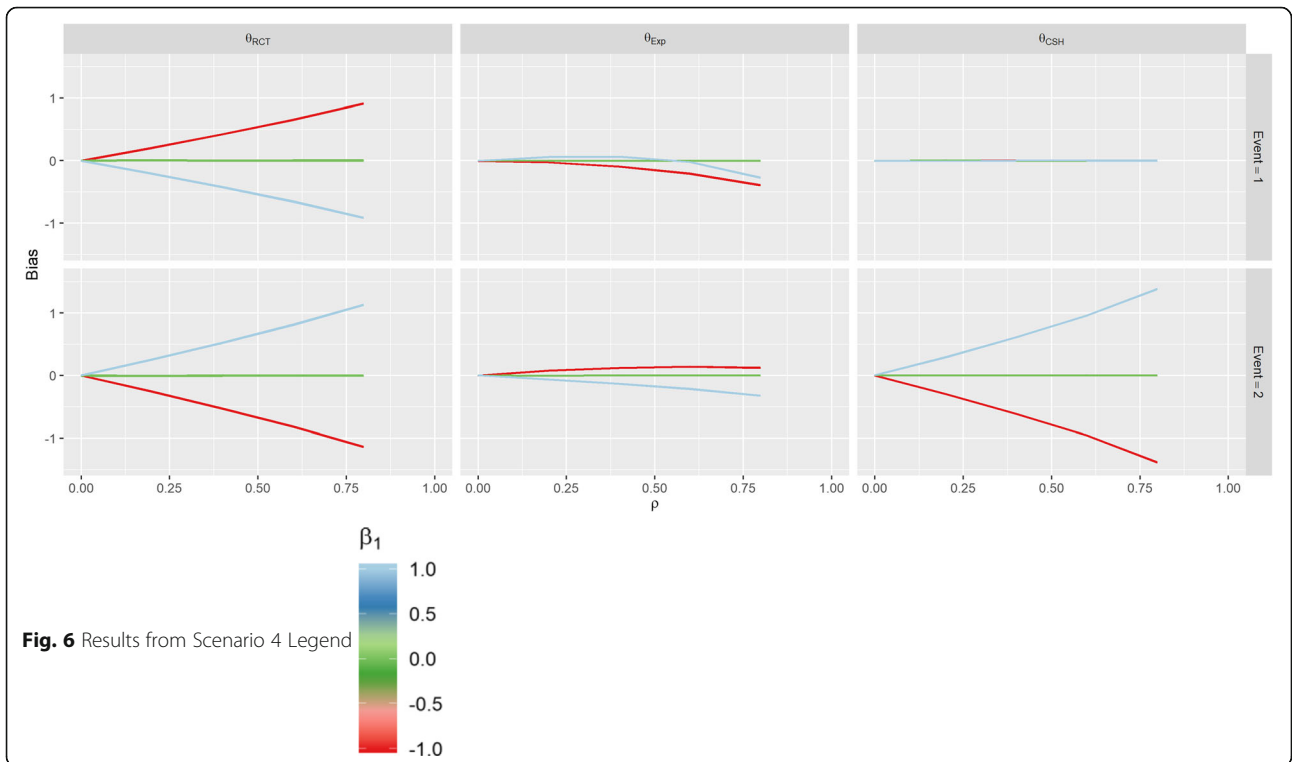 θRCT θExp θCSH
1
0
-1
Event = 1
Bias
1
0
-1
Event = 2
0.00 0.25 0.50 0.75 1.00 0.00 0.25 0.50 0.75 1.00 0.00 0.25 0.50 0.75 1.00
ρ
β1
1.0
0.5
0.0
-0.5
-1.0
Fig. 6 Results from Scenario 4 Legend